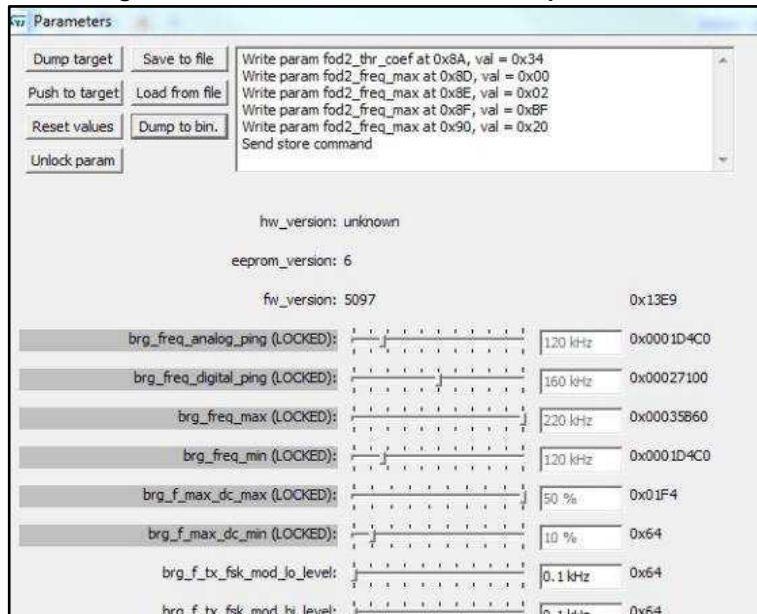 Parameters
Dump target Save to file
Push to target Load from file
Reset values Dump to bin.
Unlock param
Write param fod2_thr_coef at 0x8A, val = 0x34
Write param fod2_freq_max at 0x8D, val = 0x00
Write param fod2_freq_max at 0x8E, val = 0x02
Write param fod2_freq_max at 0x8F, val = 0xBF
Write param fod2_freq_max at 0x90, val = 0x20
Send store command
hw_version: unknown
eeprom_version: 6
fw_version: 5097 0x13E9
brg_freq_analog_ping (LOCKED): 120 kHz 0x0001D4C0
brg_freq_digital_ping (LOCKED): 160 kHz 0x00027100
brg_freq_max (LOCKED): 220 kHz 0x00035B60
brg_freq_min (LOCKED): 120 kHz 0x0001D4C0
brg_f_max_dc_max (LOCKED): 50 % 0x01F4
brg_f_max_dc_min (LOCKED): 10 % 0x64
brg_f_tx_fsk_mod_lo_level: 0.1 kHz 0x64
brg_f_tx_fsk_mod_hi_level: 0.1 kHz 0x64